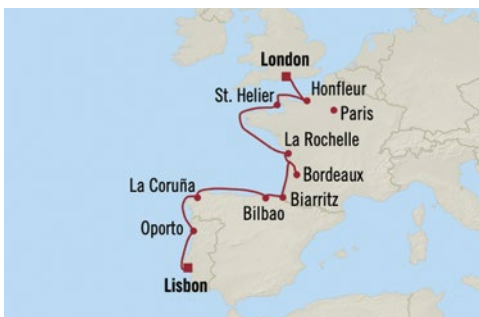 London
Honfleur
St. Helier
Paris
La Rochelle
Bordeaux
La Coruña
Biarritz
Bilbao
Oporto
Lisbon